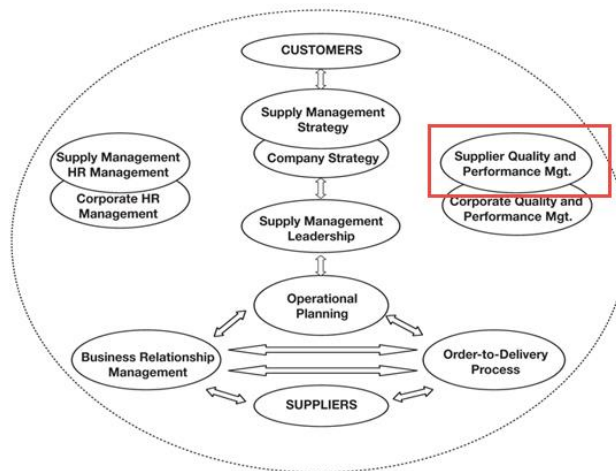 CUSTOMERS
Supply Management
Strategy
Company Strategy
Supply Management
HR Management
Corporate HR
Management
Supplier Quality and
Performance Mgt.
Corporate Quality and
Performance Mgt.
Supply Management
Leadership
Operational
Planning
Business Relationship
Management
Order-to-Delivery
Process
SUPPLIERS